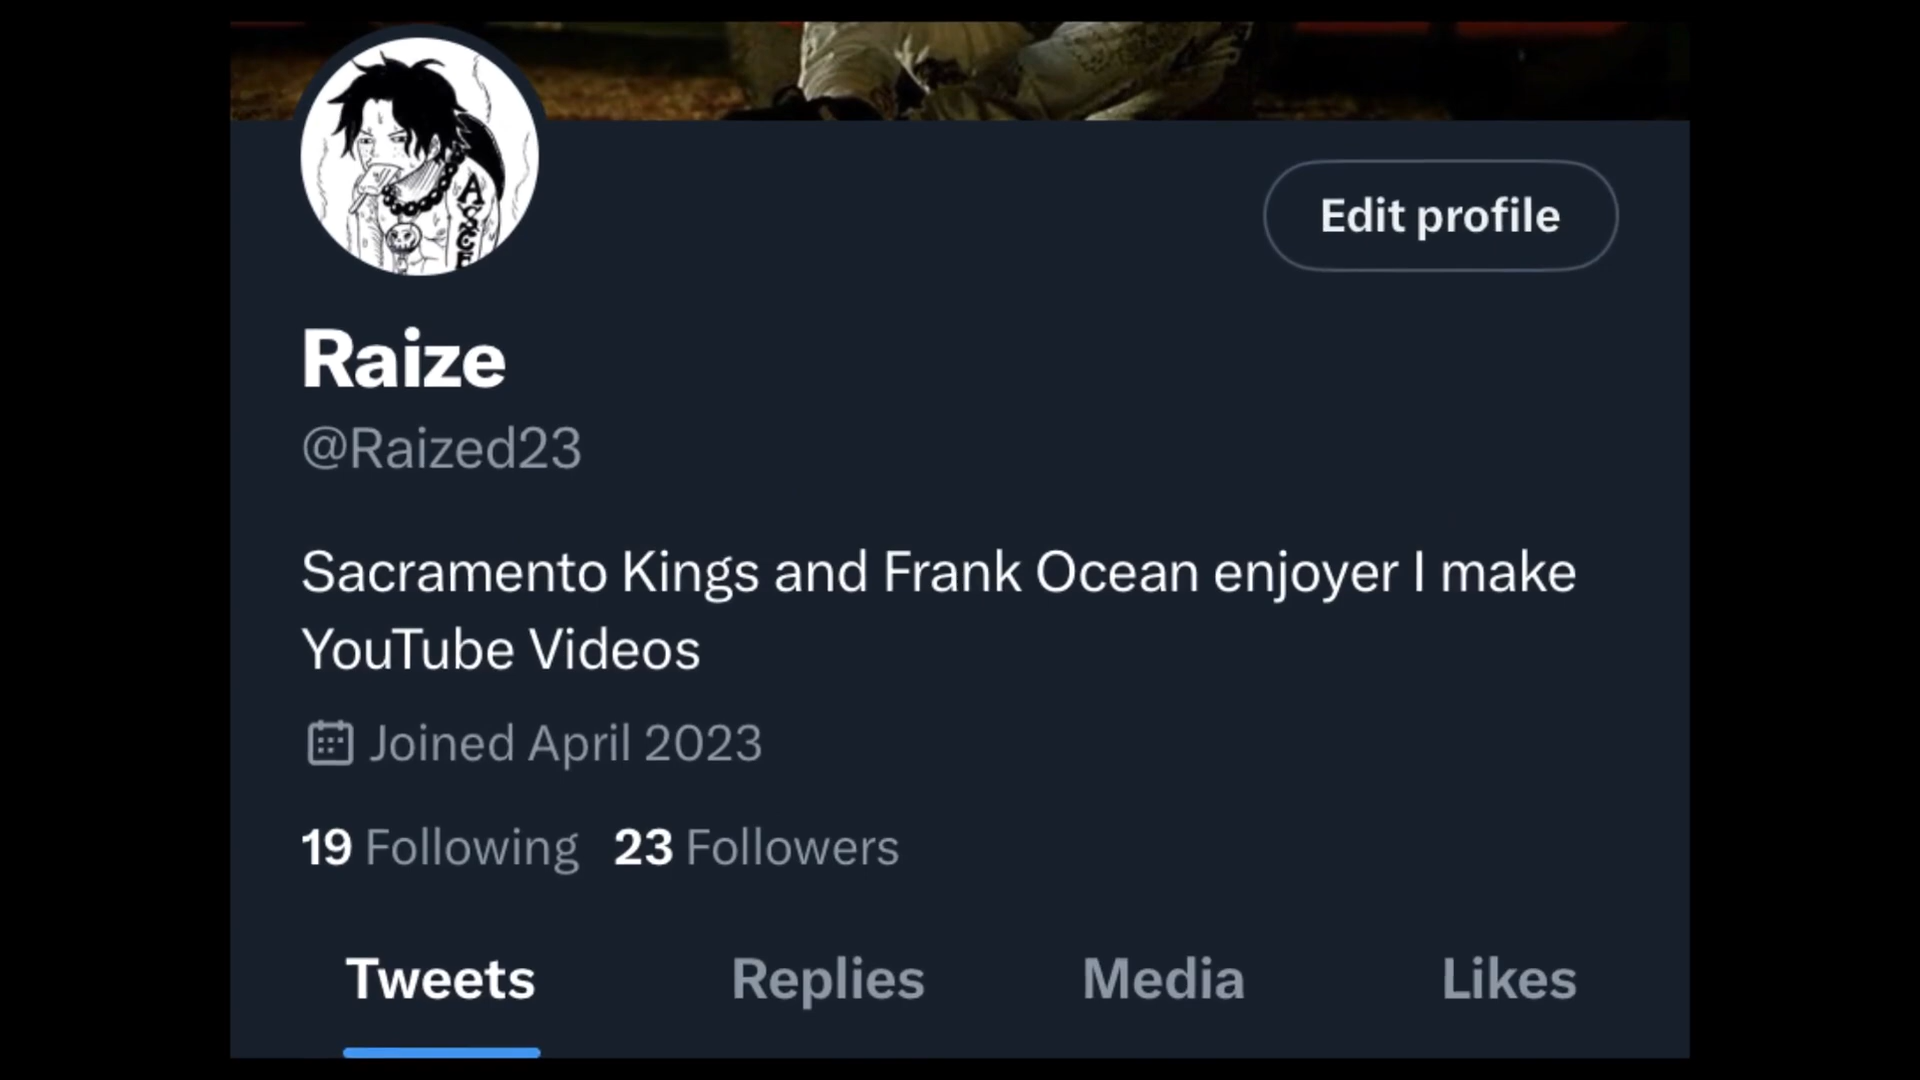 A
S
C
E
Edit profile
Raize
@Raized23
Sacramento Kings and Frank Ocean enjoyer I make
YouTube Videos
Joined April 2023
19 Following 23 Followers
Tweets Replies Media Likes